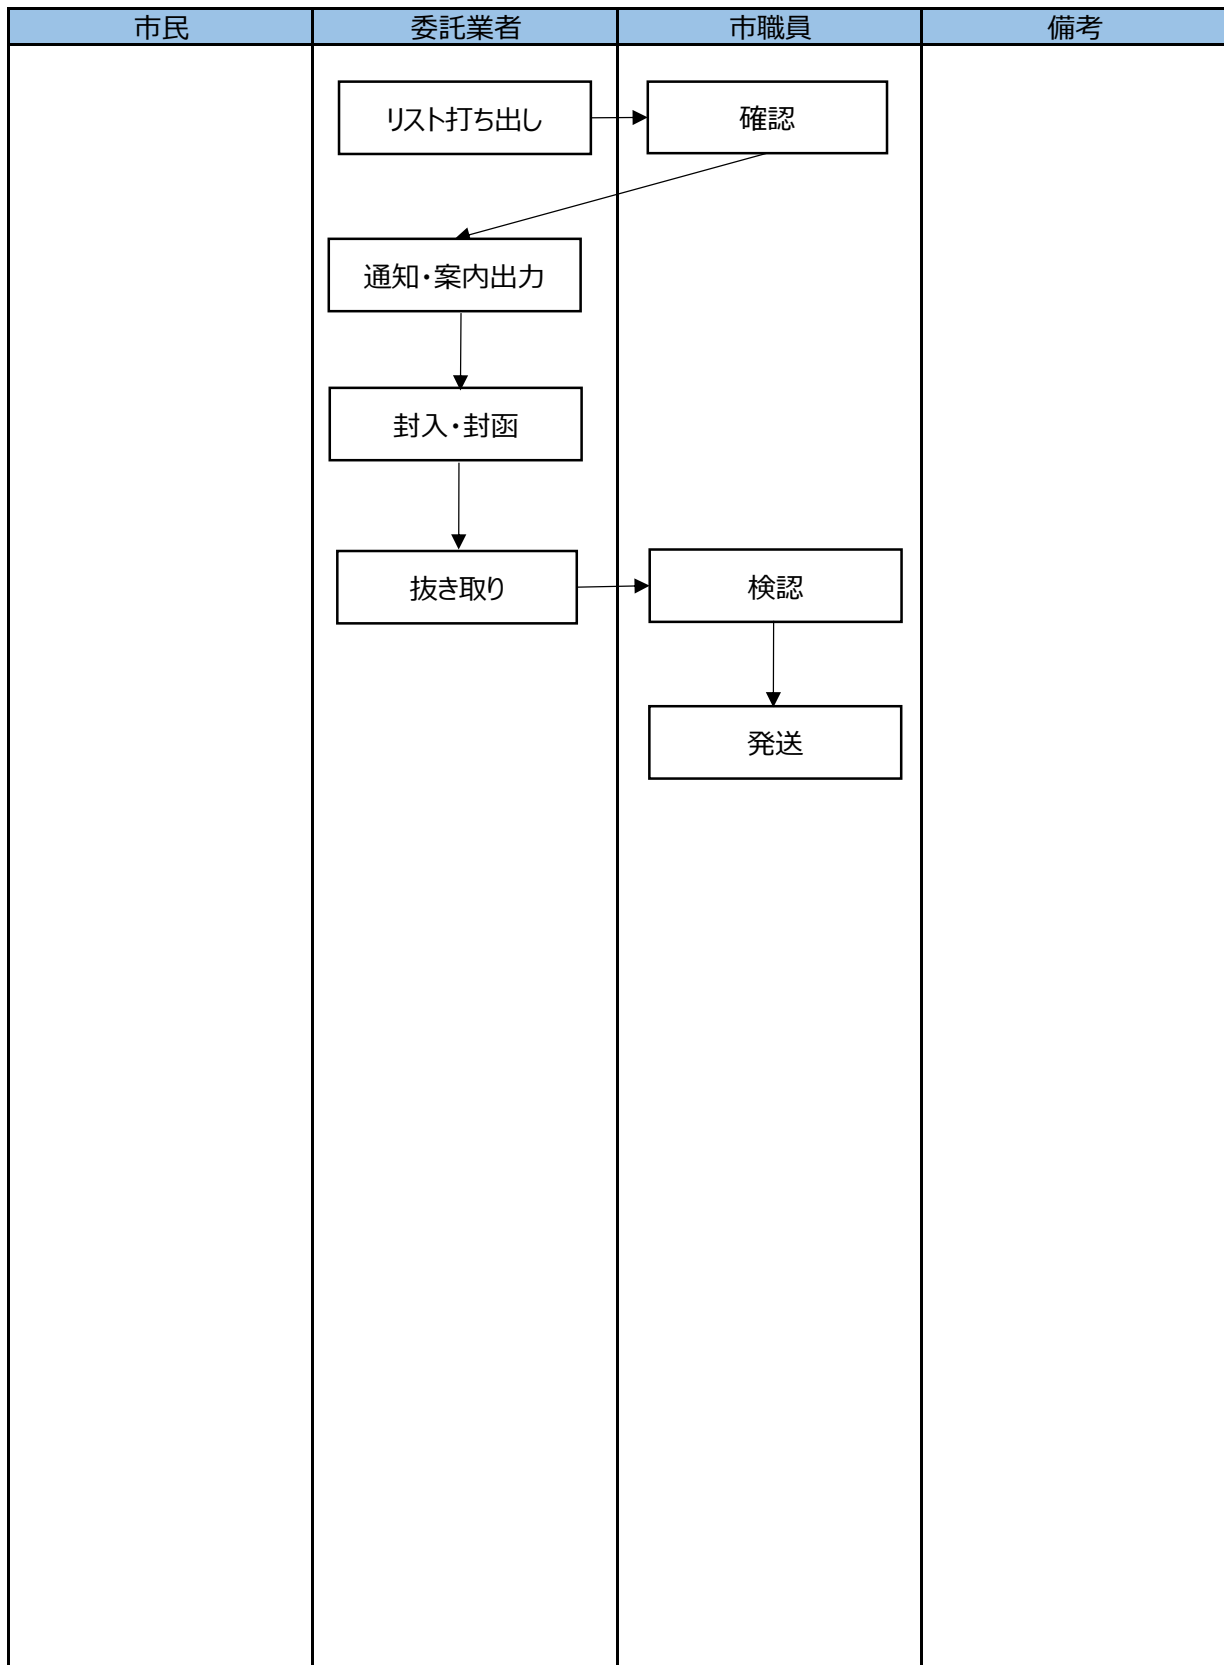 市民
委託業者
市職員
備考
リスト打ち出し
確認
通知・案内出力
封入・封函
抜き取り
検認
発送